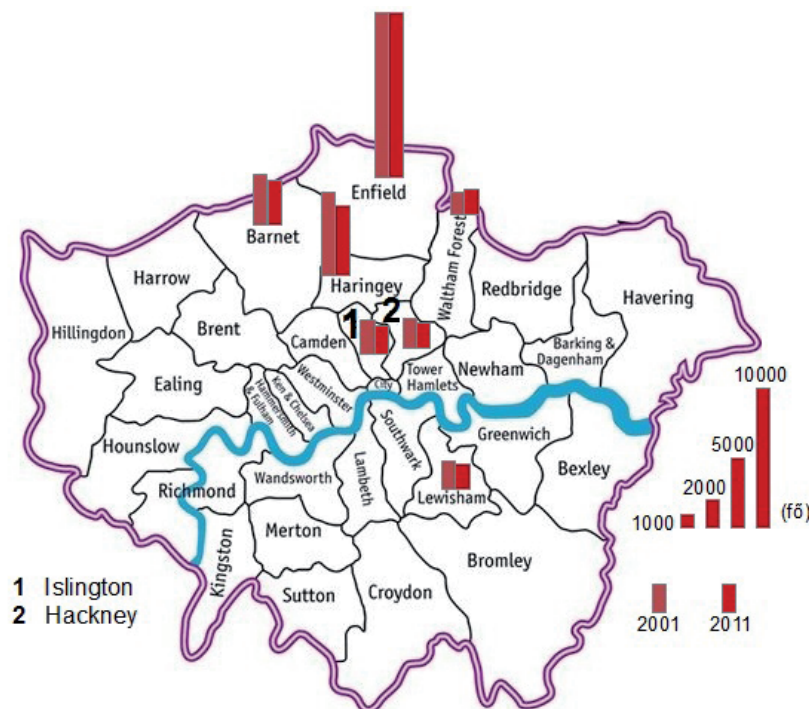 Enfield
Barnet
Haringey
Waltham Forest
Redbridge
Havering
Harrow
Hillingdon
Brent
Camden
1
2
Barking &
Dagenham
Newham
Tower
Hamlets
City
Westminster
Ken & Chelsea
Hammersmith
& Fulham
Ealing
Hounslow
Richmond
Wandsworth
Lambeth
Southwark
Lewisham
Greenwich
Bexley
Bromley
Merton
Kingston
Sutton
Croydon
10000
5000
2000
1000
(fő)
2001
2011
1 Islington
2 Hackney